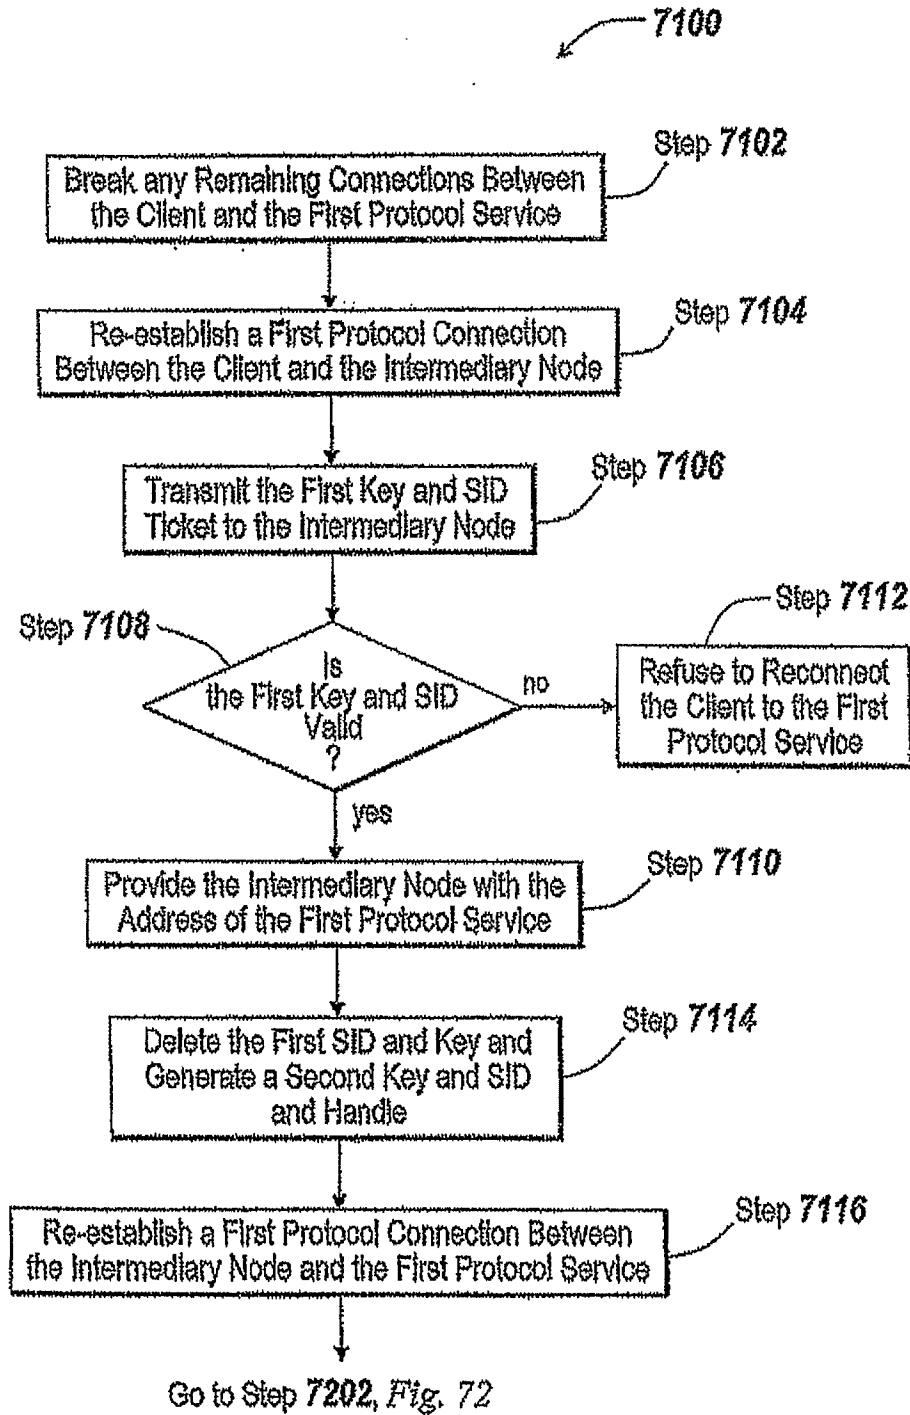 7100
Step 7102
Break any Remaining Connections Between
the Client and the First Protocol Service
Step 7104
Re-establish a First Protocol Connection
Between the Client and the Intermediary Node
Step 7106
Transmit the First Key and SID
Ticket to the Intermediary Node
Step 7108
Is
the First Key and SID
Valid
?
no
Step 7112
Refuse to Reconnect
the Client to the First
Protocol Service
yes
Step 7110
Provide the Intermediary Node with the
Address of the First Protocol Service
Step 7114
Delete the First SID and Key and
Generate a Second Key and SID
and Handle
Step 7116
Re-establish a First Protocol Connection Between
the Intermediary Node and the First Protocol Service
Go to Step 7202, Fig. 72